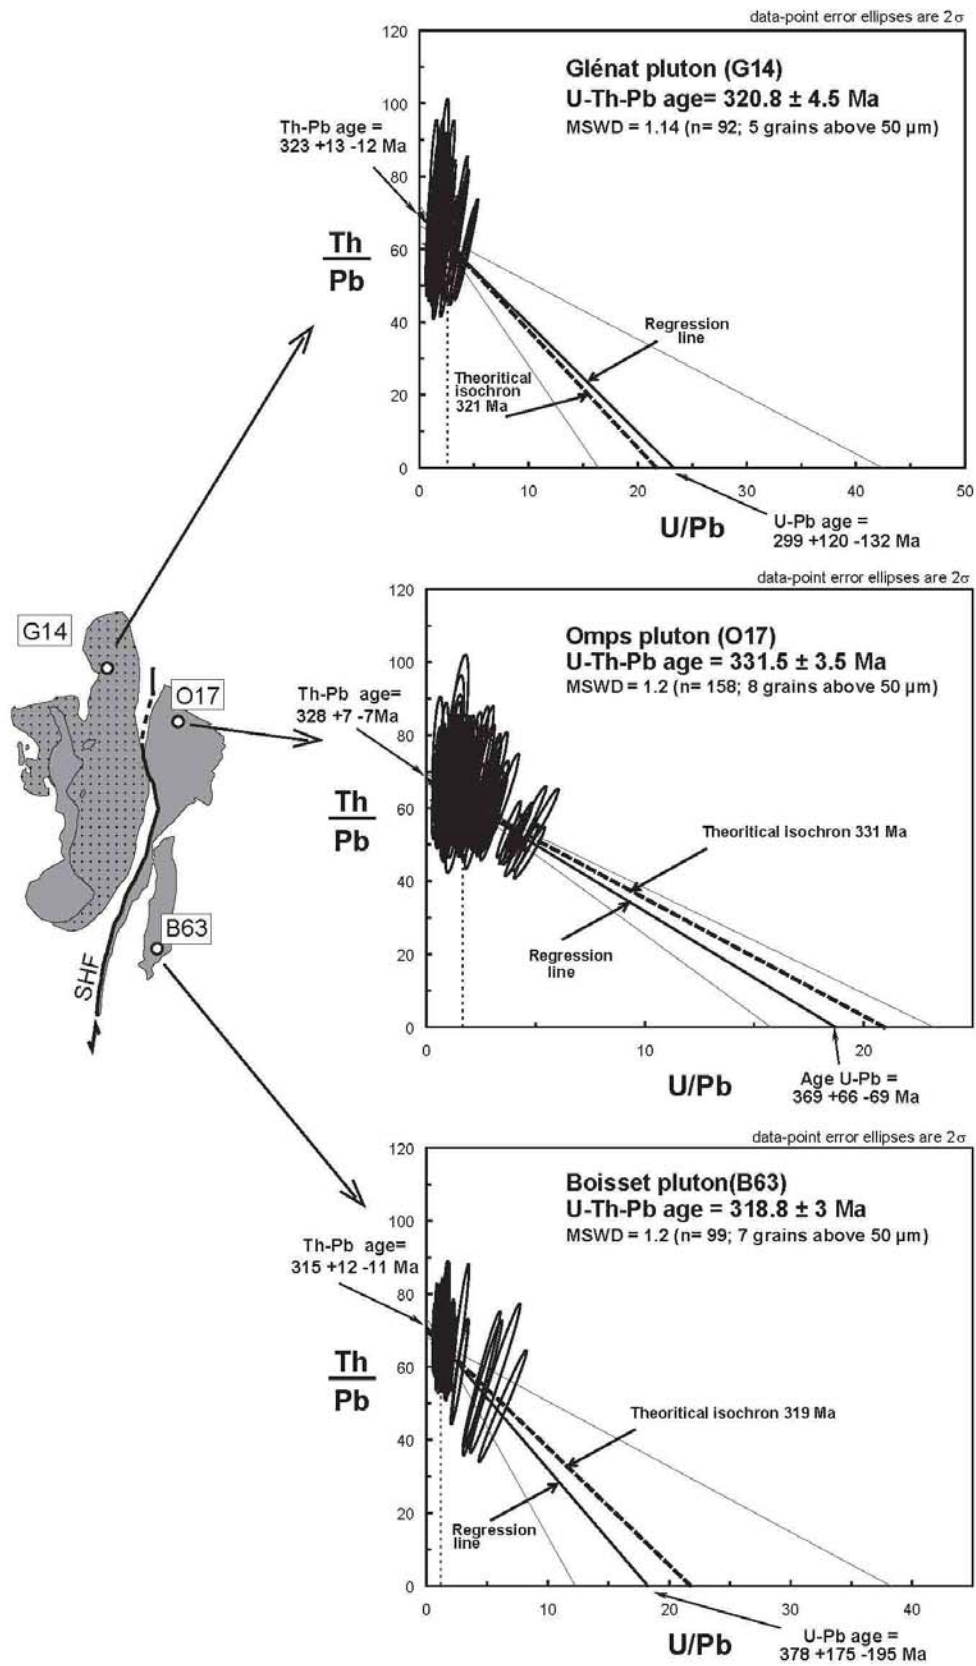 data-point error ellipses are 2σ
Glénat pluton (G14)
U-Th-Pb age= 320.8 ± 4.5 Ma
MSWD = 1.14 (n= 92; 5 grains above 50 µm)
Th-Pb age =
323 +13 -12 Ma
120
100
80
60
40
20
0
Th
Pb
Regression
line
Theoritical
isochron
321 Ma
0 10 20 30 40 50
U/Pb
U-Pb age =
299 +120 -132 Ma
G14
O17
B63
SHF
data-point error ellipses are 2σ
Omps pluton (O17)
U-Th-Pb age = 331.5 ± 3.5 Ma
MSWD = 1.2 (n= 158; 8 grains above 50 µm)
Th-Pb age=
328 +7 -7Ma
120
100
80
60
40
20
0
Th
Pb
Theoritical isochron 331 Ma
Regression
line
0 10 20
U/Pb
Age U-Pb =
369 +66 -69 Ma
data-point error ellipses are 2σ
Boisset pluton(B63)
U-Th-Pb age = 318.8 ± 3 Ma
MSWD = 1.2 (n= 99; 7 grains above 50 µm)
Th-Pb age=
315 +12 -11 Ma
120
100
80
60
40
20
0
Th
Pb
Theoritical isochron 319 Ma
Regression
line
0 10 20 30 40
U/Pb
U-Pb age =
378 +175 -195 Ma